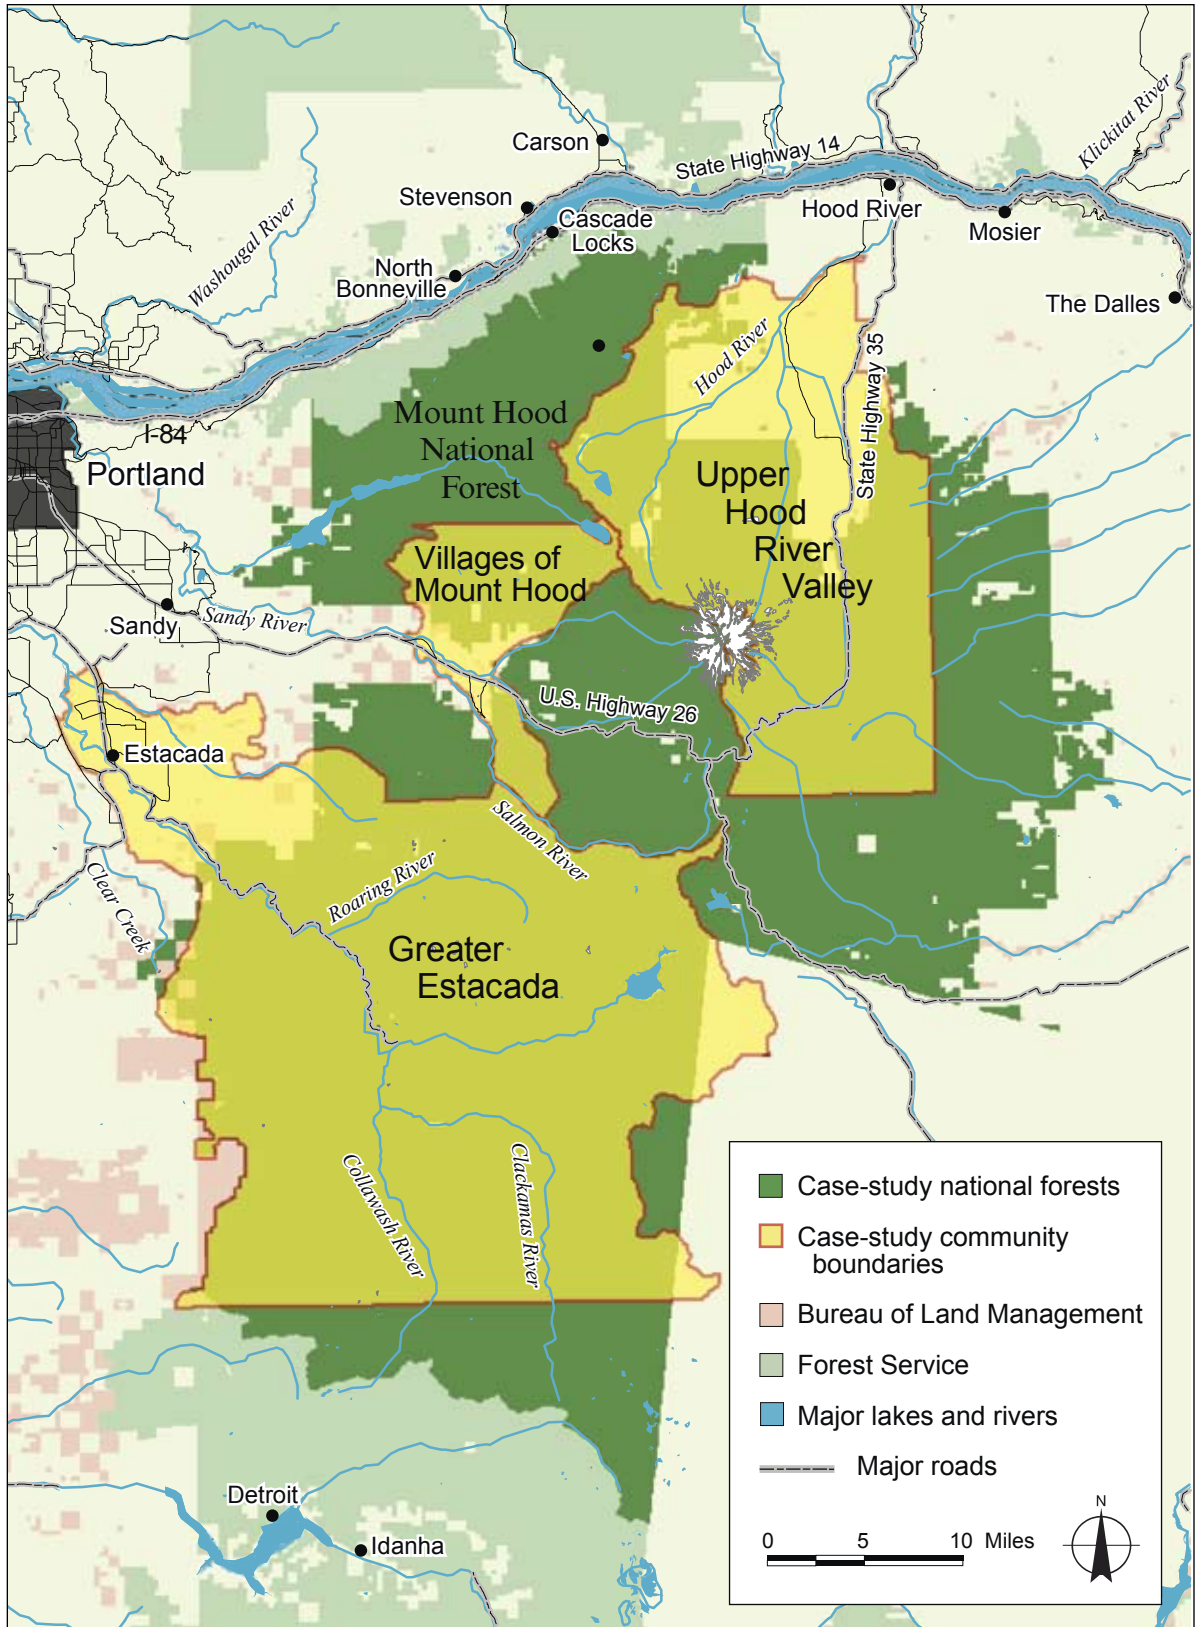 Carson
State Highway 14
Klickitat River
Stevenson
Cascade
Locks
Hood River
Mosier
Washougal River
North
Bonneville
The Dalles
Hood River
State Highway 35
Mount Hood
National
Forest
I-84
Portland
Upper
Hood
River
Valley
Villages of
Mount Hood
Sandy
Sandy River
U.S. Highway 26
Estacada
Salmon River
Roaring River
Clear Creek
Greater
Estacada
Collawash River
Clackamas River
Case-study national forests
Case-study community
boundaries
Bureau of Land Management
Forest Service
Major lakes and rivers
Major roads
Detroit
Idanha
N
0 5 10 Miles